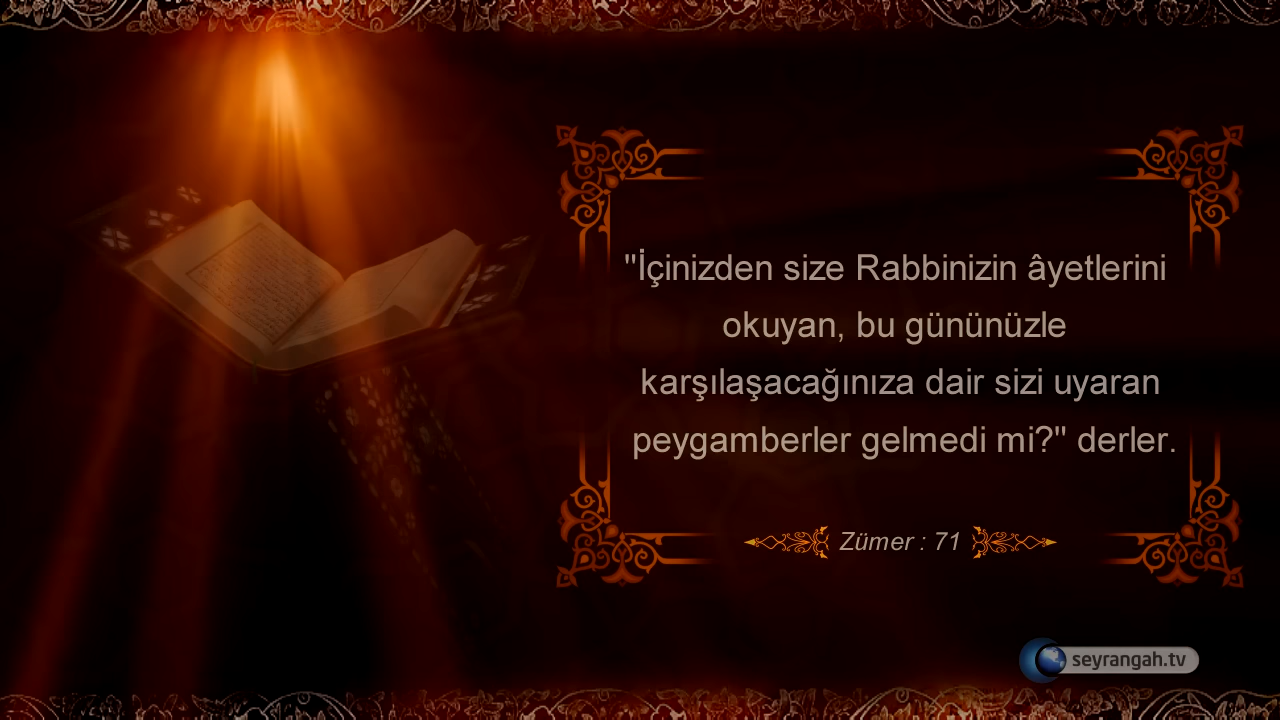 "İçinizden size Rabbinizin âyetlerini
okuyan, bu gününüzle
karşılaşacağınıza dair sizi uyaran
peygamberler gelmedi mi?" derler.
Zümer : 71
seyrangah.tv